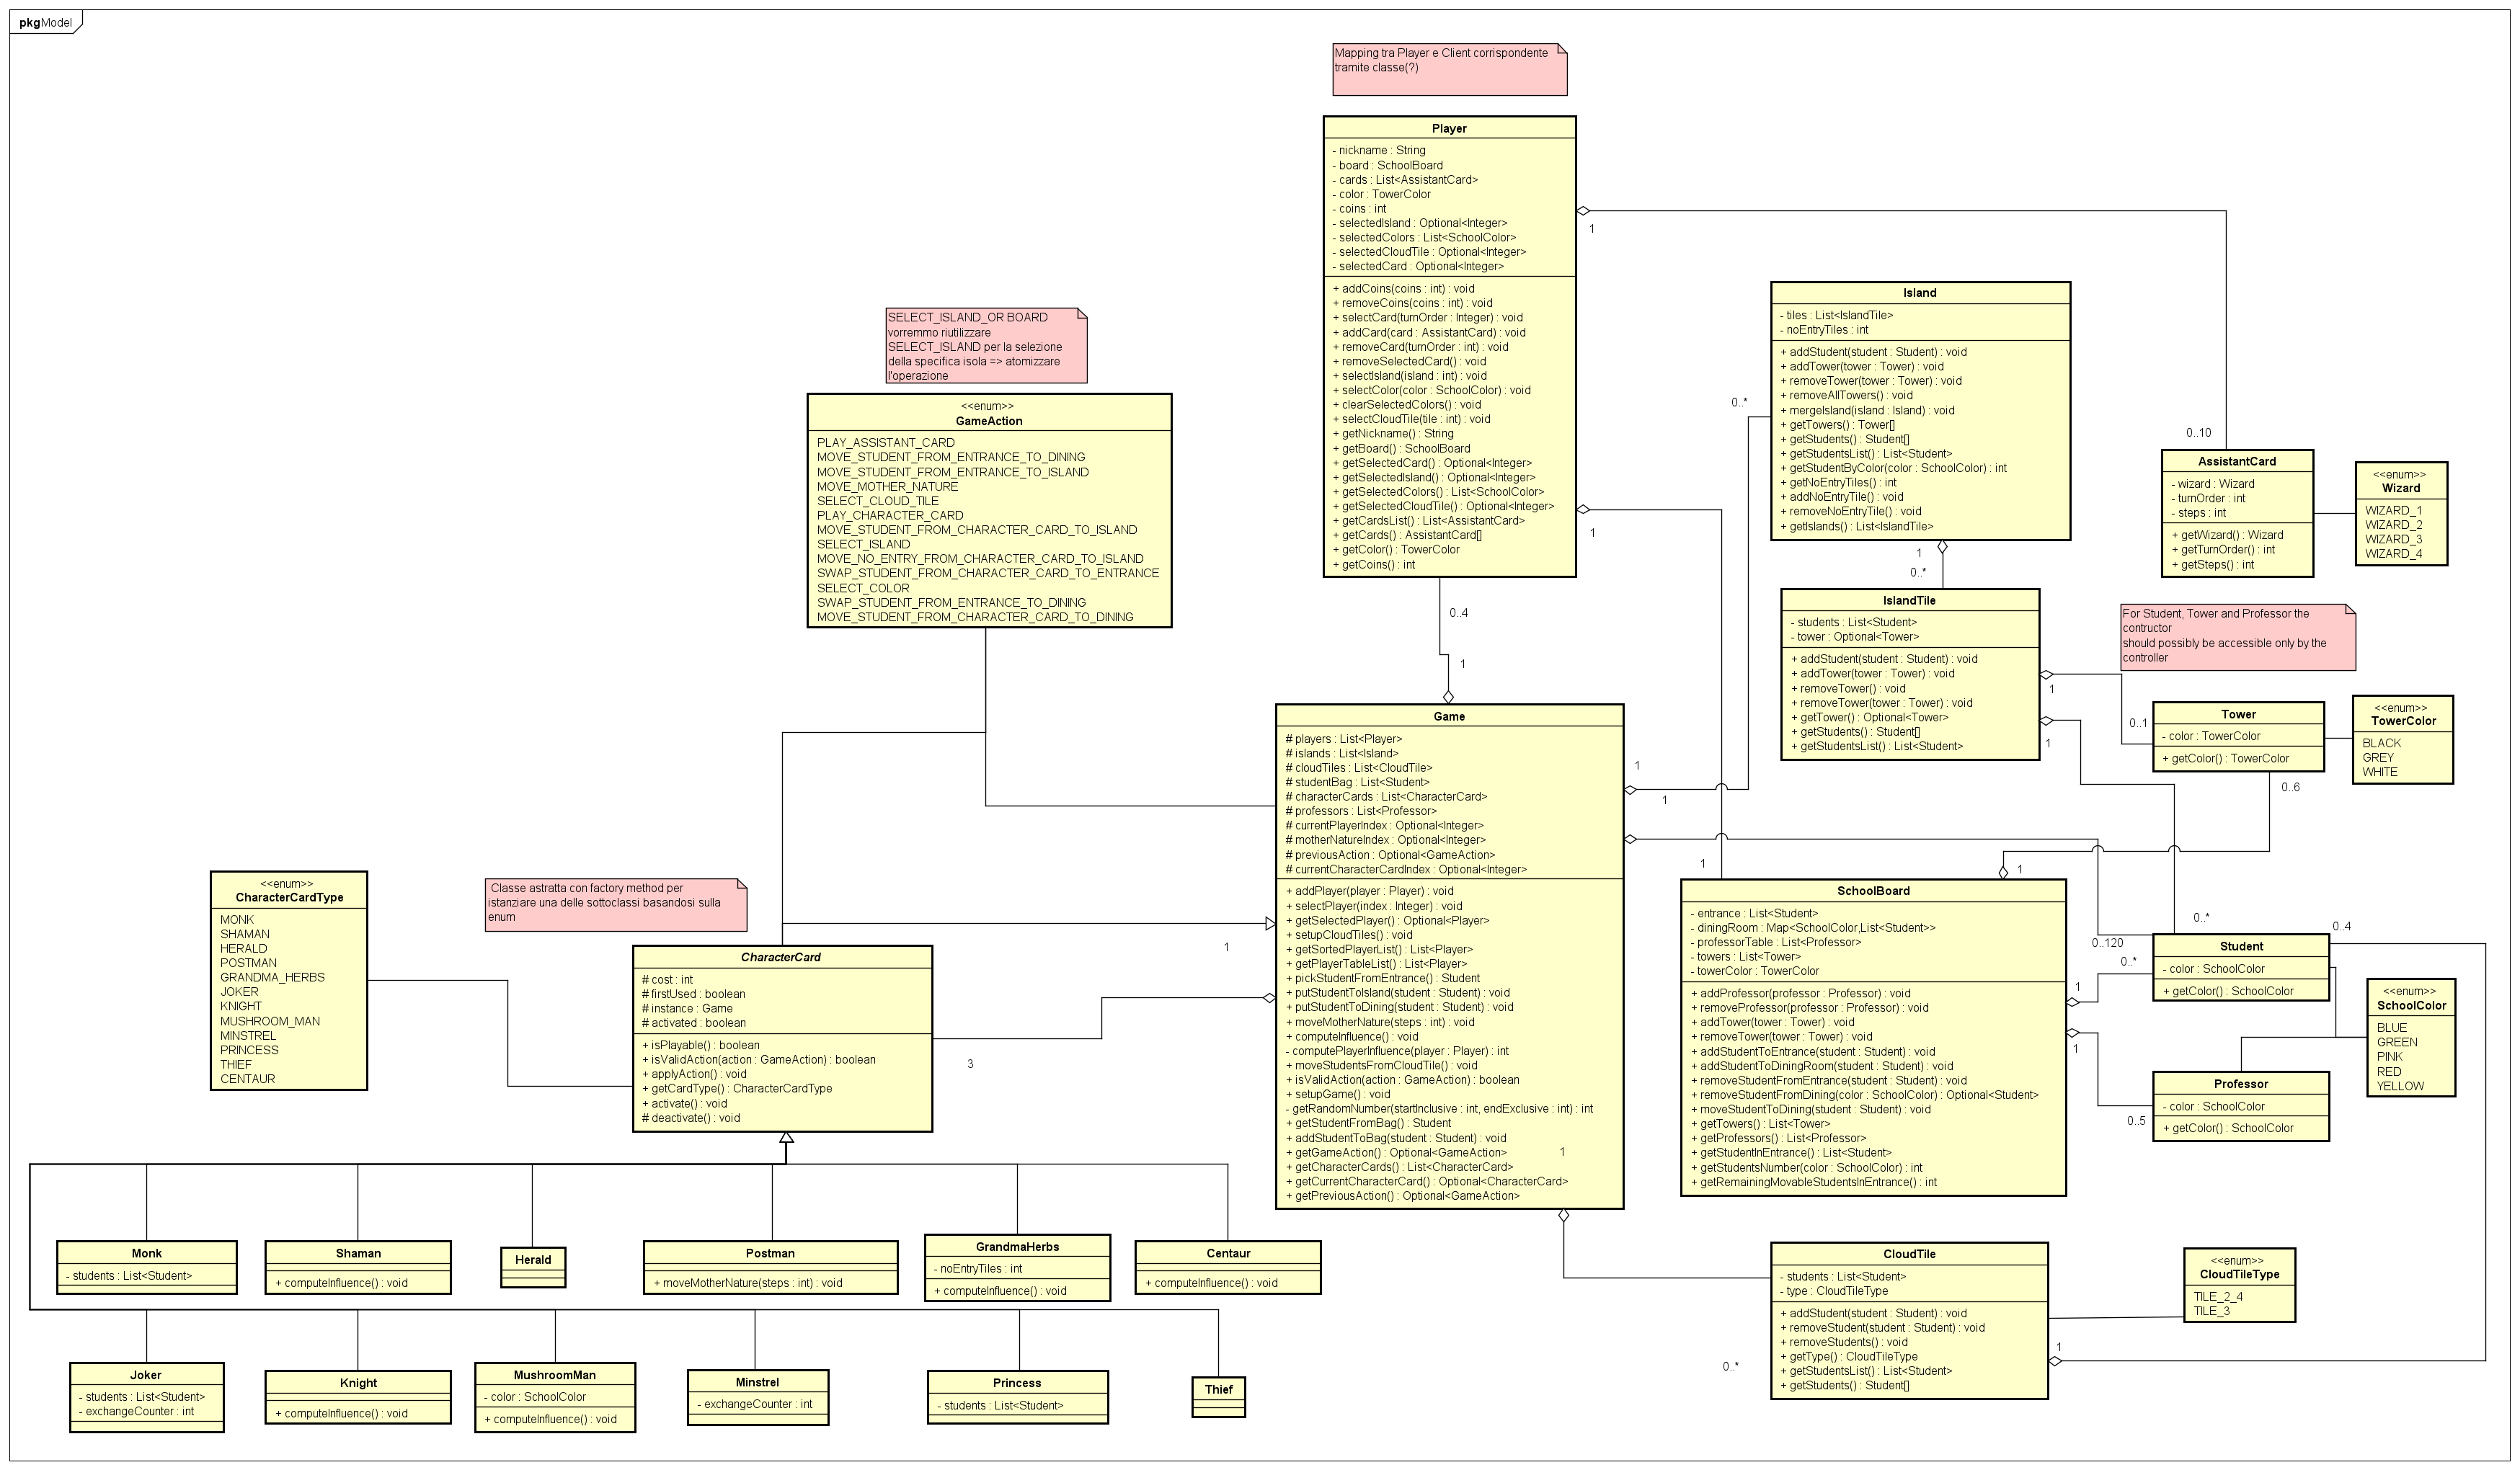 pkgModel
Mapping tra Player e Client corrispondente
tramite classe(?)
Player
- nickname : String
- board : SchoolBoard
- cards : List<AssistantCard>
- color : TowerColor
- coins : int
- selectedIsland : Optional<Integer>
- selectedColors : List<SchoolColor>
- selectedCloudTile : Optional<Integer>
- selectedCard : Optional<Integer>
+ addCoins(coins : int) : void
+ removeCoins(coins : int) : void
+ selectCard(turnOrder : Integer) : void
+ addCard(card : AssistantCard) : void
+ removeCard(turnOrder : int) : void
+ removeSelectedCard() : void
+ selectIsland(island : int) : void
+ selectColor(color : SchoolColor) : void
+ clearSelectedColors() : void
+ selectCloudTile(tile : int) : void
+ getNickname() : String
+ getBoard() : SchoolBoard
+ getSelectedCard() : Optional<Integer>
+ getSelectedIsland() : Optional<Integer>
+ getSelectedColors() : List<SchoolColor>
+ getSelectedCloudTile() : Optional<Integer>
+ getCardsList() : List<AssistantCard>
+ getCards() : AssistantCard[]
+ getColor() : TowerColor
+ getCoins() : int
1
1
0..4
1
SELECT_ISLAND_OR BOARD
vorremmo riutilizzare
SELECT_ISLAND per la selezione
della specifica isola => atomizzare
l'operazione
<<enum>>
GameAction
PLAY_ASSISTANT_CARD
MOVE_STUDENT_FROM_ENTRANCE_TO_DINING
MOVE_STUDENT_FROM_ENTRANCE_TO_ISLAND
MOVE_MOTHER_NATURE
SELECT_CLOUD_TILE
PLAY_CHARACTER_CARD
MOVE_STUDENT_FROM_CHARACTER_CARD_TO_ISLAND
SELECT_ISLAND
MOVE_NO_ENTRY_FROM_CHARACTER_CARD_TO_ISLAND
SWAP_STUDENT_FROM_CHARACTER_CARD_TO_ENTRANCE
SELECT_COLOR
SWAP_STUDENT_FROM_ENTRANCE_TO_DINING
MOVE_STUDENT_FROM_CHARACTER_CARD_TO_DINING
Island
- tiles : List<IslandTile>
- noEntryTiles : int
+ addStudent(student : Student) : void
+ addTower(tower : Tower) : void
+ removeTower(tower : Tower) : void
+ removeAllTowers() : void
+ mergeIsland(island : Island) : void
+ getTowers() : Tower[]
+ getStudents() : Student[]
+ getStudentsList() : List<Student>
+ getStudentByColor(color : SchoolColor) : int
+ getNoEntryTiles() : int
+ addNoEntryTile() : void
+ removeNoEntryTile() : void
+ getIslands() : List<IslandTile>
0..*
1
0..*
0..10
AssistantCard
- wizard : Wizard
- turnOrder : int
- steps : int
+ getWizard() : Wizard
+ getTurnOrder() : int
+ getSteps() : int
<<enum>>
Wizard
WIZARD_1
WIZARD_2
WIZARD_3
WIZARD_4
IslandTile
- students : List<Student>
- tower : Optional<Tower>
+ addStudent(student : Student) : void
+ addTower(tower : Tower) : void
+ removeTower() : void
+ removeTower(tower : Tower) : void
+ getTower() : Optional<Tower>
+ getStudents() : Student[]
+ getStudentsList() : List<Student>
1
1
For Student, Tower and Professor the
contructor
should possibly be accessible only by the
controller
0..1
Tower
- color : TowerColor
+ getColor() : TowerColor
<<enum>>
TowerColor
BLACK
GREY
WHITE
0..6
Game
# players : List<Player>
# islands : List<Island>
# cloudTiles : List<CloudTile>
# studentBag : List<Student>
# characterCards : List<CharacterCard>
# professors : List<Professor>
# currentPlayerIndex : Optional<Integer>
# motherNatureIndex : Optional<Integer>
# previousAction : Optional<GameAction>
# currentCharacterCardIndex : Optional<Integer>
+ addPlayer(player : Player) : void
+ selectPlayer(index : Integer) : void
+ getSelectedPlayer() : Optional<Player>
+ setupCloudTiles() : void
+ getSortedPlayerList() : List<Player>
+ getPlayerTableList() : List<Player>
+ pickStudentFromEntrance() : Student
+ putStudentToIsland(student : Student) : void
+ putStudentToDining(student : Student) : void
+ moveMotherNature(steps : int) : void
+ computeInfluence() : void
- computePlayerInfluence(player : Player) : int
+ moveStudentsFromCloudTile() : void
+ isValidAction(action : GameAction) : boolean
+ setupGame() : void
- getRandomNumber(startInclusive : int, endExclusive : int) : int
+ getStudentFromBag() : Student
+ addStudentToBag(student : Student) : void
+ getGameAction() : Optional<GameAction>
+ getCharacterCards() : List<CharacterCard>
+ getCurrentCharacterCard() : Optional<CharacterCard>
+ getPreviousAction() : Optional<GameAction>
1
1
1
1
1
1
SchoolBoard
- entrance : List<Student>
- diningRoom : Map<SchoolColor,List<Student>>
- professorTable : List<Professor>
- towers : List<Tower>
- towerColor : TowerColor
+ addProfessor(professor : Professor) : void
+ removeProfessor(professor : Professor) : void
+ addTower(tower : Tower) : void
+ removeTower(tower : Tower) : void
+ addStudentToEntrance(student : Student) : void
+ addStudentToDiningRoom(student : Student) : void
+ removeStudentFromEntrance(student : Student) : void
+ removeStudentFromDining(color : SchoolColor) : Optional<Student>
+ moveStudentToDining(student : Student) : void
+ getTowers() : List<Tower>
+ getProfessors() : List<Professor>
+ getStudentInEntrance() : List<Student>
+ getStudentsNumber(color : SchoolColor) : int
+ getRemainingMovableStudentsInEntrance() : int
1
1
0..*
0..120
0..*
0..4
Student
- color : SchoolColor
+ getColor() : SchoolColor
<<enum>>
SchoolColor
BLUE
GREEN
PINK
RED
YELLOW
0..5
Professor
- color : SchoolColor
+ getColor() : SchoolColor
<<enum>>
CharacterCardType
MONK
SHAMAN
HERALD
POSTMAN
GRANDMA_HERBS
JOKER
KNIGHT
MUSHROOM_MAN
MINSTREL
PRINCESS
THIEF
CENTAUR
Classe astratta con factory method per
istanziare una delle sottoclassi basandosi sulla
enum
CharacterCard
# cost : int
# firstUsed : boolean
# instance : Game
# activated : boolean
+ isPlayable() : boolean
+ isValidAction(action : GameAction) : boolean
+ applyAction() : void
+ getCardType() : CharacterCardType
+ activate() : void
# deactivate() : void
3
Monk
- students : List<Student>
Shaman
+ computeInfluence() : void
Herald
Postman
+ moveMotherNature(steps : int) : void
GrandmaHerbs
- noEntryTiles : int
+ computeInfluence() : void
Centaur
+ computeInfluence() : void
Joker
- students : List<Student>
- exchangeCounter : int
Knight
+ computeInfluence() : void
MushroomMan
- color : SchoolColor
+ computeInfluence() : void
Minstrel
- exchangeCounter : int
Princess
- students : List<Student>
Thief
0..*
CloudTile
- students : List<Student>
- type : CloudTileType
+ addStudent(student : Student) : void
+ removeStudent(student : Student) : void
+ removeStudents() : void
+ getType() : CloudTileType
+ getStudentsList() : List<Student>
+ getStudents() : Student[]
1
<<enum>>
CloudTileType
TILE_2_4
TILE_3